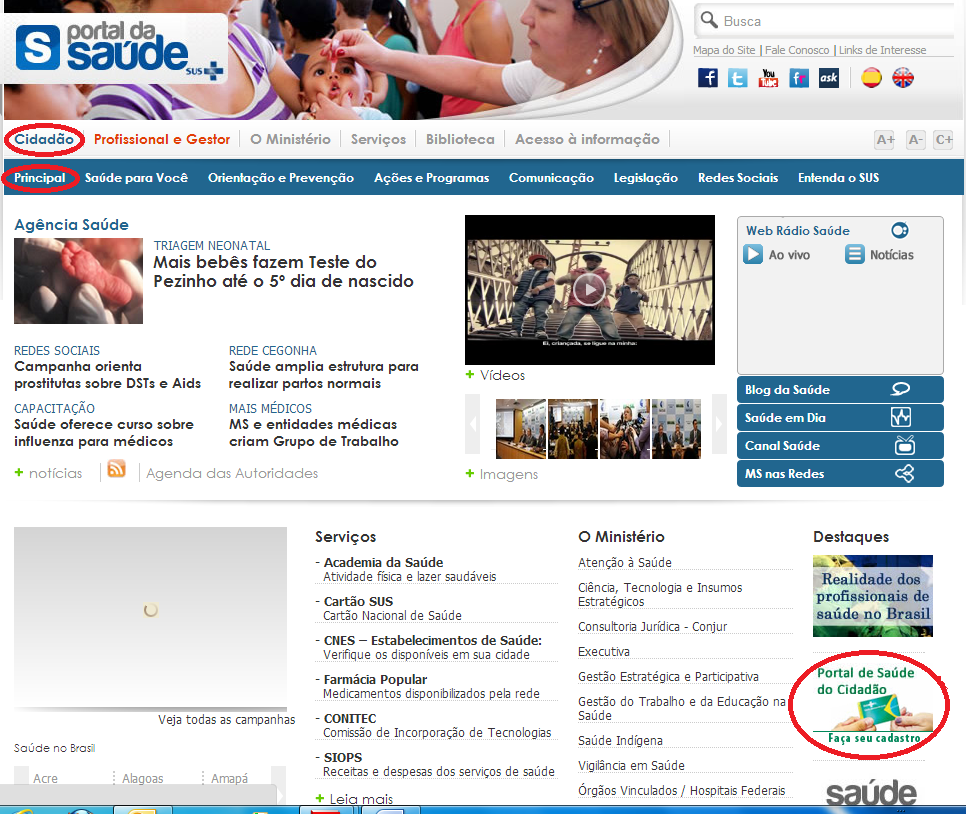 portal da
saúde
SUS
Busca
Mapa do Site | Fale Conosco | Links de Interesse
You
Tube
ask
Cidadão Profissional e Gestor O Ministério Serviços Biblioteca Acesso à informação
A+ A- C+
Principal Saúde para Você Orientação e Prevenção Ações e Programas Comunicação Legislação Redes Sociais Entenda o SUS
Agência Saúde
TRIAGEM NEONATAL
Mais bebês fazem Teste do
Pezinho até o 5º dia de nascido
REDES SOCIAIS
Campanha orienta
prostitutas sobre DSTs e Aids
REDE CEGONHA
Saúde amplia estrutura para
realizar partos normais
CAPACITAÇÃO
Saúde oferece curso sobre
influenza para médicos
MAIS MÉDICOS
MS e entidades médicas
criam Grupo de Trabalho
+ notícias
Agenda das Autoridades
Ei, criançada, se ligue na minha:
+ Vídeos
+ Imagens
Web Rádio Saúde
Ao vivo Notícias
Blog da Saúde
Saúde em Dia
Canal Saúde
MS nas Redes
Veja todas as campanhas
Saúde no Brasil
Acre Alagoas Amapá
Serviços
- Academia da Saúde
Atividade física e lazer saudáveis
- Cartão SUS
Cartão Nacional de Saúde
- CNES – Estabelecimentos de Saúde:
Verifique os disponíveis em sua cidade
- Farmácia Popular
Medicamentos disponibilizados pela rede
- CONITEC
Comissão de Incorporação de Tecnologias
- SIOPS
Receitas e despesas dos serviços de saúde
+ Leia mais
O Ministério
Atenção à Saúde
Ciência, Tecnologia e Insumos
Estratégicos
Consultoria Jurídica - Conjur
Executiva
Gestão Estratégica e Participativa
Gestão do Trabalho e da Educação na
Saúde
Saúde Indígena
Vigilância em Saúde
Órgãos Vinculados / Hospitais Federais
Destaques
Realidade dos
profissionais de
saúde no Brasil
Portal de Saúde
do Cidadão
Faça seu cadastro
saúde